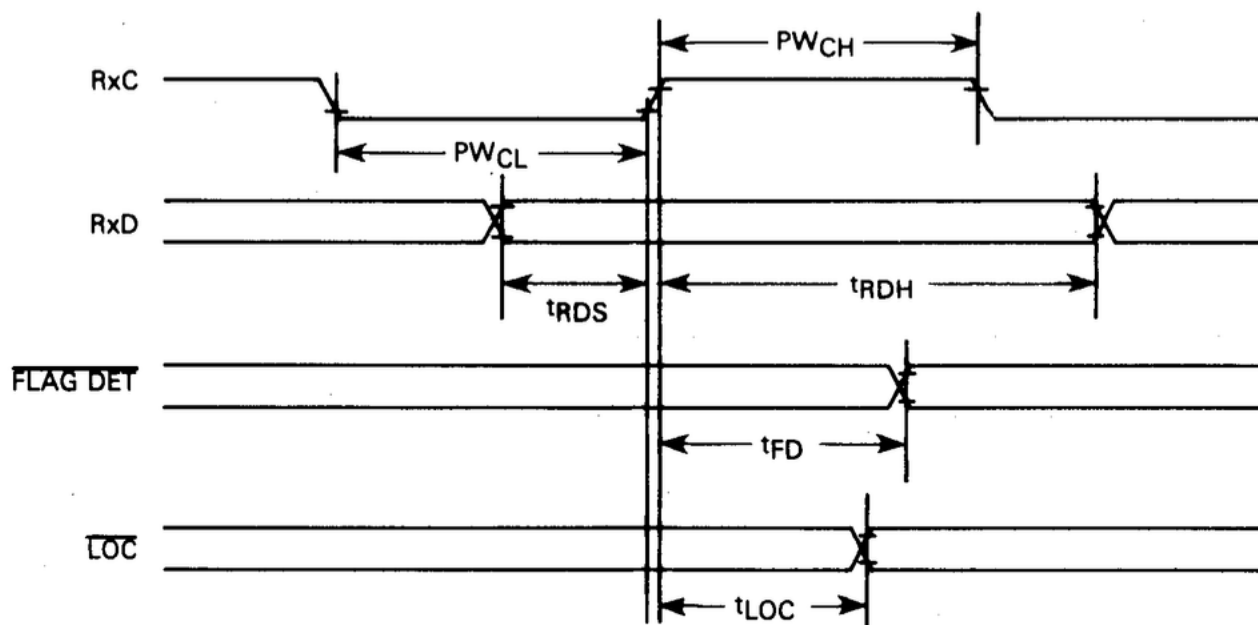 PWCH
RxC
PWCL
RxD
tRDS
tRDH
FLAG DET
tFD
LOC
tLOC